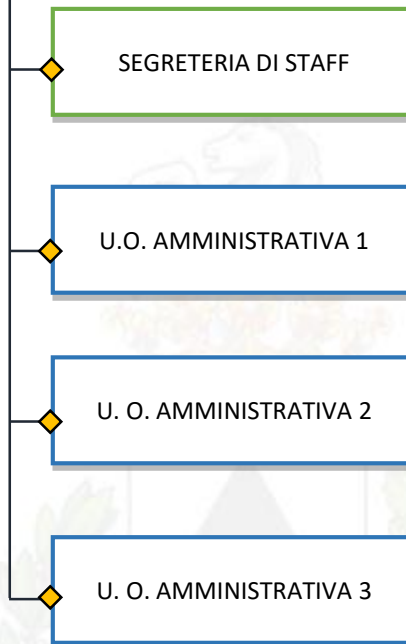 SEGRETERIA DI STAFF
U.O. AMMINISTRATIVA 1
U. O. AMMINISTRATIVA 2
U. O. AMMINISTRATIVA 3